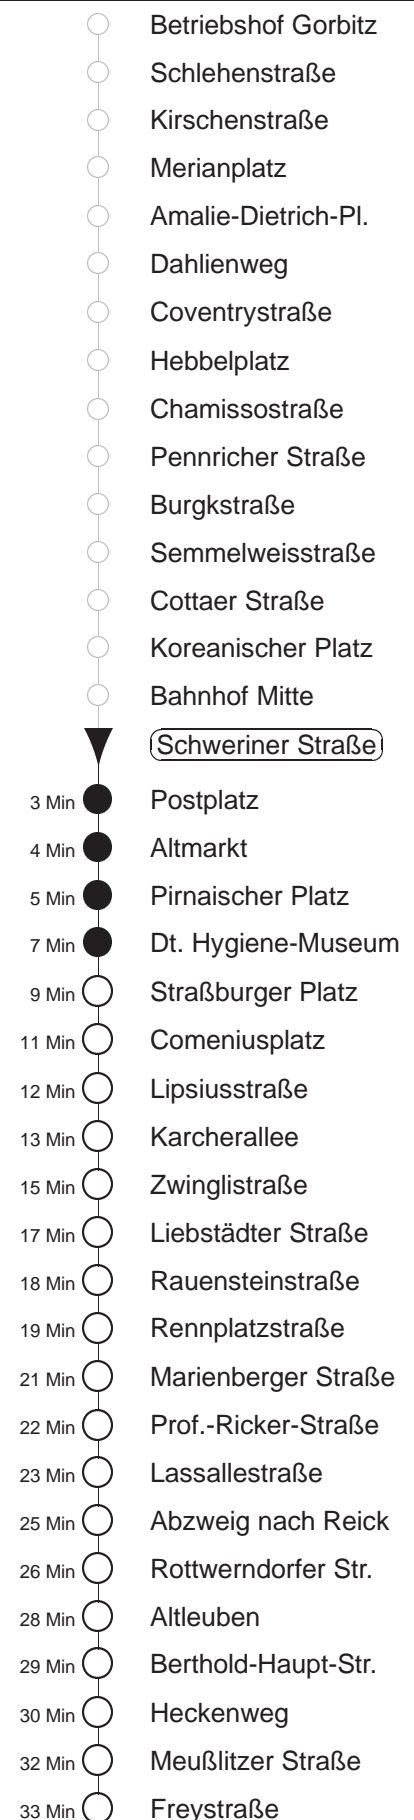 Betriebshof Gorbitz
Schlehenstraße
Kirschenstraße
Merianplatz
Amalie-Dietrich-Pl.
Dahlienweg
Coventrystraße
Hebbelplatz
Chamissostraße
Pennricher Straße
Burgkstraße
Semmelweisstraße
Cottaer Straße
Koreanischer Platz
Bahnhof Mitte
Schweriner Straße
3 Min Postplatz
4 Min Altmarkt
5 Min Pirnaischer Platz
7 Min Dt. Hygiene-Museum
9 Min Straßburger Platz
11 Min Comeniusplatz
12 Min Lipsiusstraße
13 Min Karcherallee
15 Min Zwinglistraße
17 Min Liebstädter Straße
18 Min Rauensteinstraße
19 Min Rennplatzstraße
21 Min Marienberger Straße
22 Min Prof.-Ricker-Straße
23 Min Lassallestraße
25 Min Abzweig nach Reick
26 Min Rottwerndorfer Str.
28 Min Altleuben
29 Min Berthold-Haupt-Str.
30 Min Heckenweg
32 Min Meußlitzer Straße
33 Min Freystraße